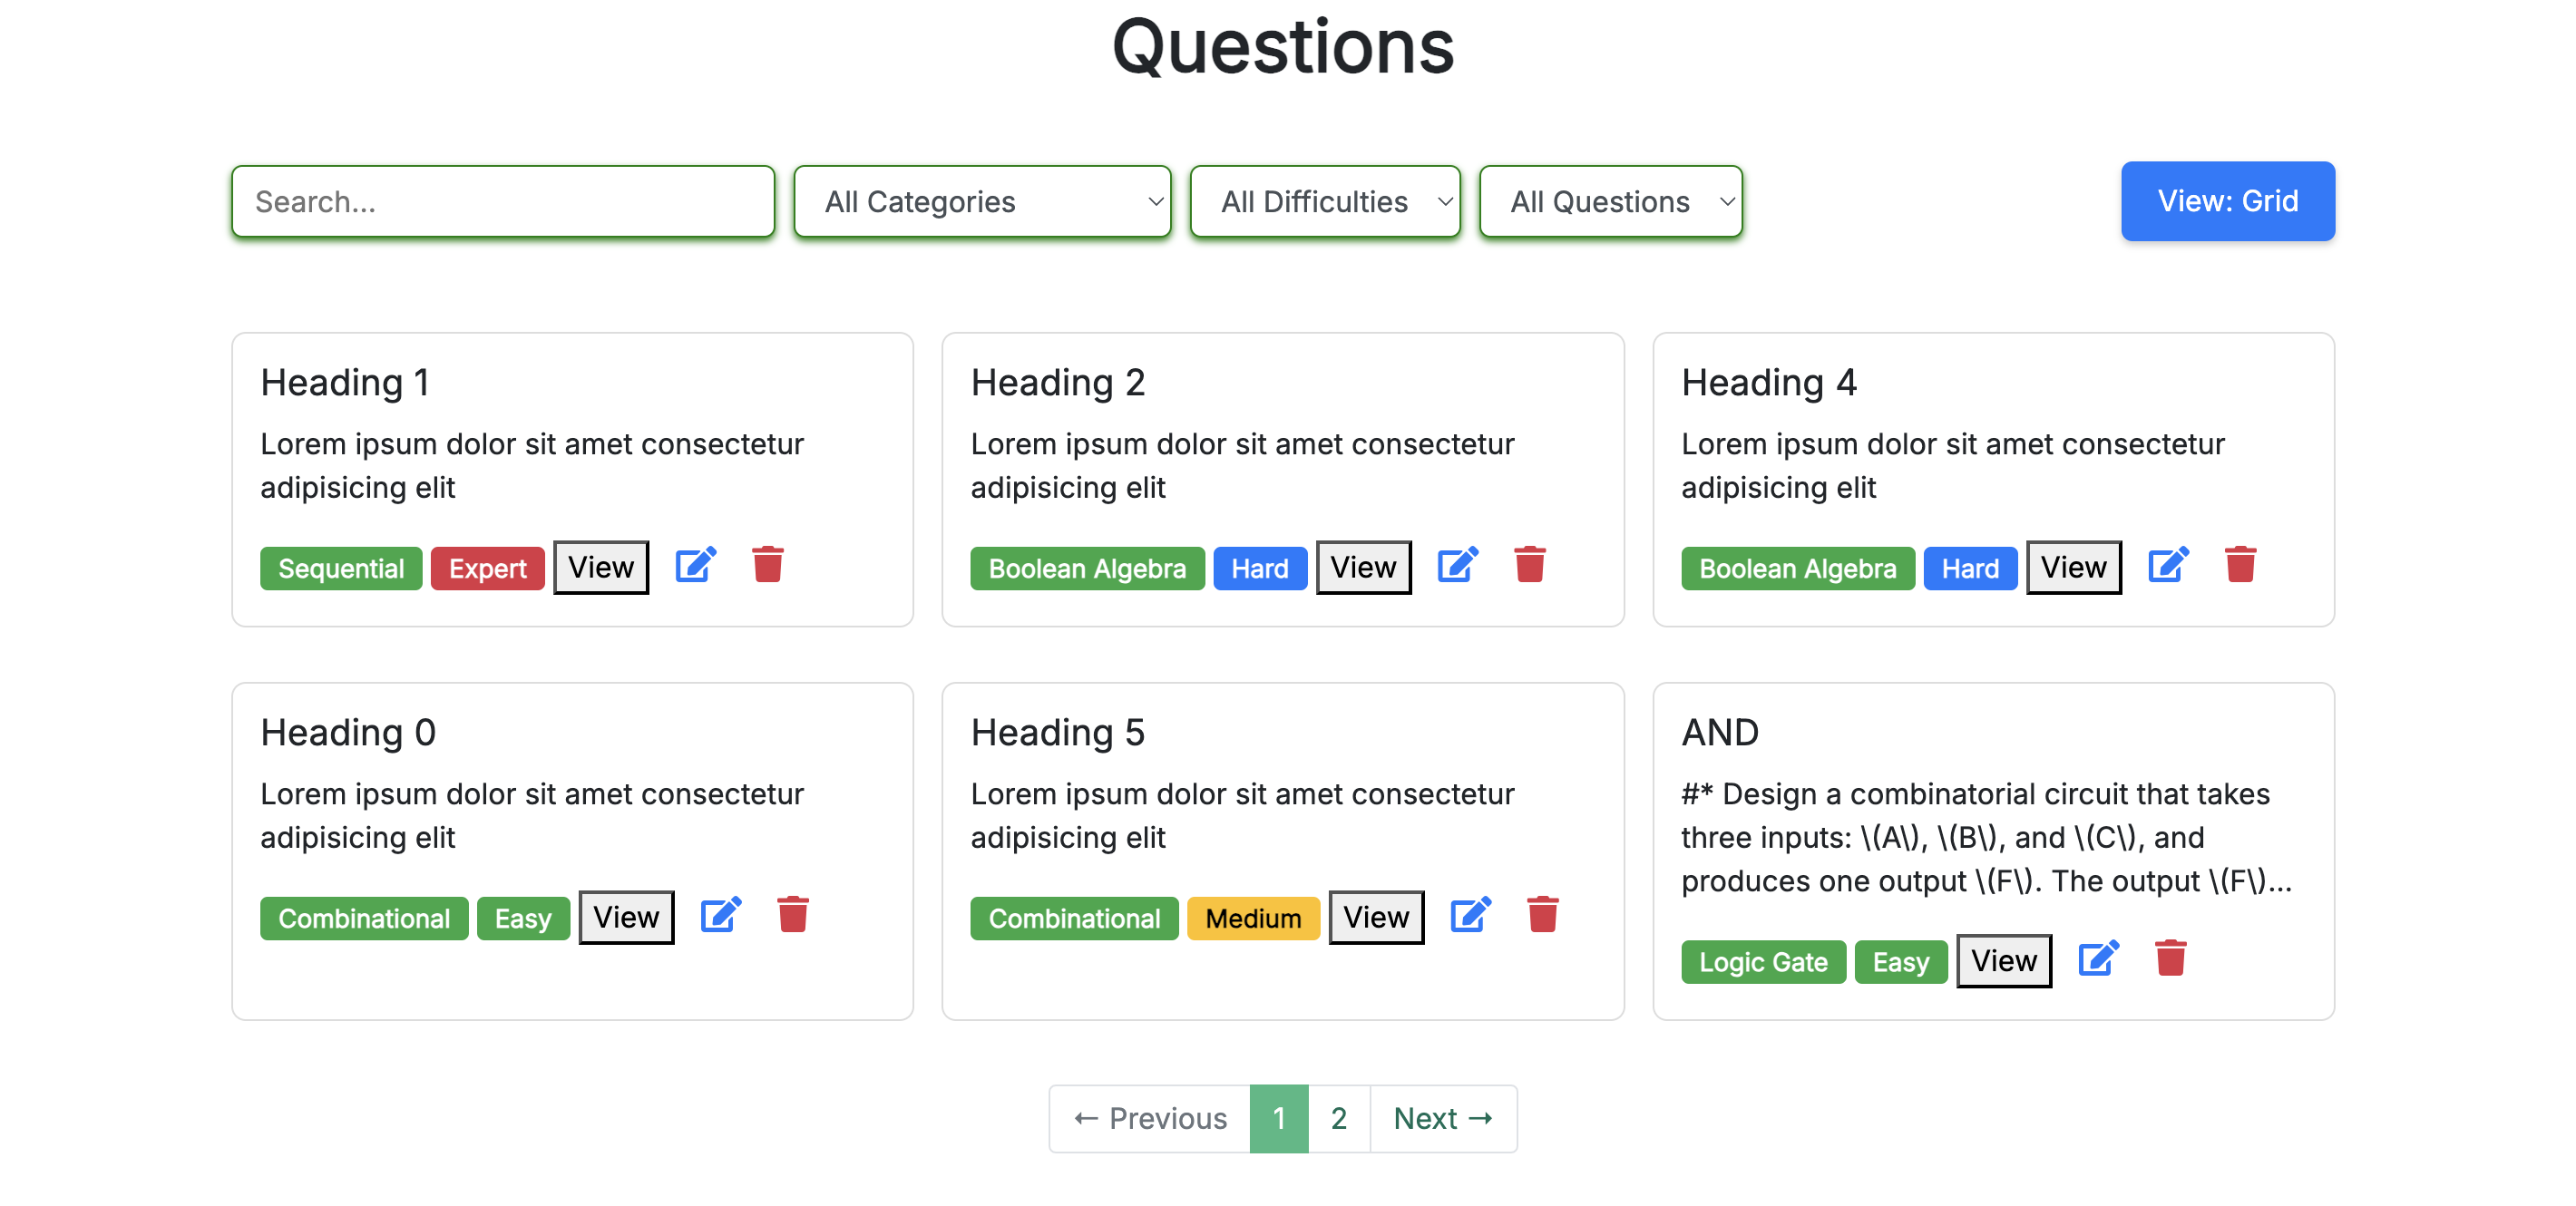 Questions
Search...
All Categories
All Difficulties
All Questions
View: Grid
Heading 1
Lorem ipsum dolor sit amet consectetur
adipisicing elit
Sequential Expert View
Heading 2
Lorem ipsum dolor sit amet consectetur
adipisicing elit
Boolean Algebra Hard View
Heading 4
Lorem ipsum dolor sit amet consectetur
adipisicing elit
Boolean Algebra Hard View
Heading 0
Lorem ipsum dolor sit amet consectetur
adipisicing elit
Combinational Easy View
Heading 5
Lorem ipsum dolor sit amet consectetur
adipisicing elit
Combinational Medium View
AND
#* Design a combinatorial circuit that takes
three inputs: \(A\), \(B\), and \(C\), and
produces one output \(F\). The output \(F\)...
Logic Gate Easy View
← Previous 1 2 Next →